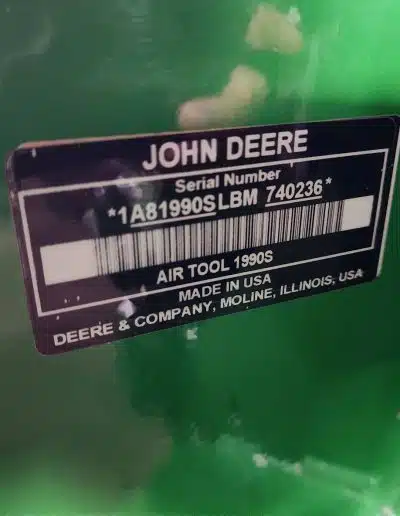 JOHN DEERE
Serial Number
*1A81990SLBM 740236*
AIR TOOL 1990S
MADE IN USA
DEERE & COMPANY, MOLINE, ILLINOIS, USA